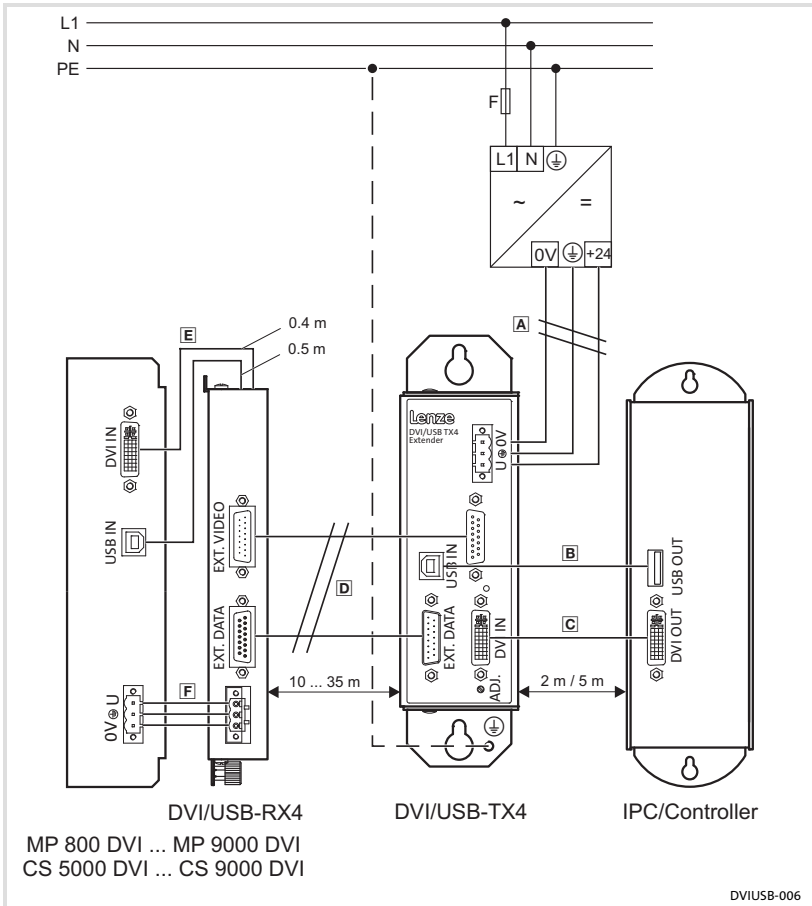 L1
N
PE
F
L1 N
~ =
0V +24
A
E
0.4 m
0.5 m
DVI IN
USB IN
0V U
EXT. VIDEO
EXT. DATA
F
D
10 ... 35 m
Lenze
DVI/USB TX4
Extender
U 0V
USB IN
EXT. DATA
DVI IN
ADJ.
B
C
2 m / 5 m
USB OUT
DVI OUT
DVI/USB-RX4
DVI/USB-TX4
IPC/Controller
MP 800 DVI ... MP 9000 DVI
CS 5000 DVI ... CS 9000 DVI
DVIUSB-006